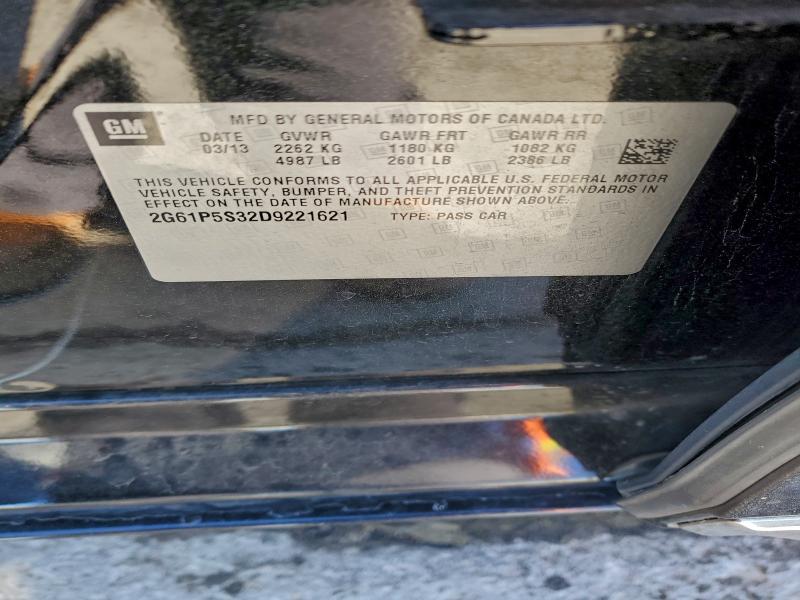 GM MFD BY GENERAL MOTORS OF CANADA LTD.
DATE GVWR GAWR FRT GAWR RR
03/13 2262 KG 1180 KG 1082 KG
4987 LB 2601 LB 2386 LB
THIS VEHICLE CONFORMS TO ALL APPLICABLE U.S. FEDERAL MOTOR
VEHICLE SAFETY, BUMPER, AND THEFT PREVENTION STANDARDS IN
EFFECT ON THE DATE OF MANUFACTURE SHOWN ABOVE.
2G61P5S32D9221621 TYPE: PASS CAR